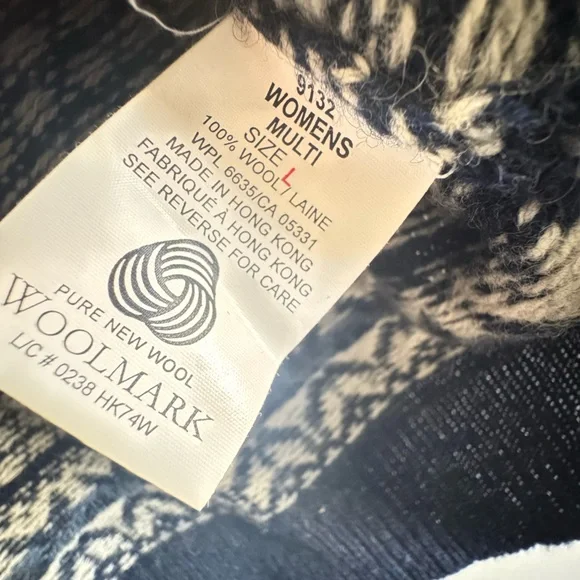 9132
WOMENS
MULTI
SIZE L
100% WOOL / LAINE
WPL 6635/CA 05331
MADE IN HONG KONG
FABRIQUÉ À HONG KONG
SEE REVERSE FOR CARE
PURE NEW WOOL
WOOLMARK
L/C # 0238 HK74W